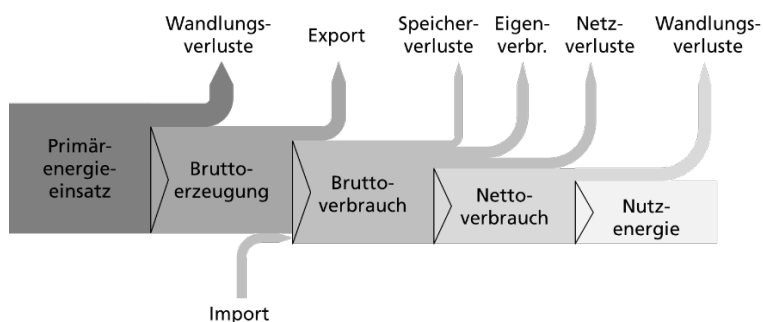 Wandlungs-
verluste
Export
Speicher-
verluste
Eigen-
verbr.
Netz-
verluste
Wandlungs-
verluste
Primär-
energie-
einsatz
Brutto-
erzeugung
Brutto-
verbrauch
Netto-
verbrauch
Nutz-
energie
Import